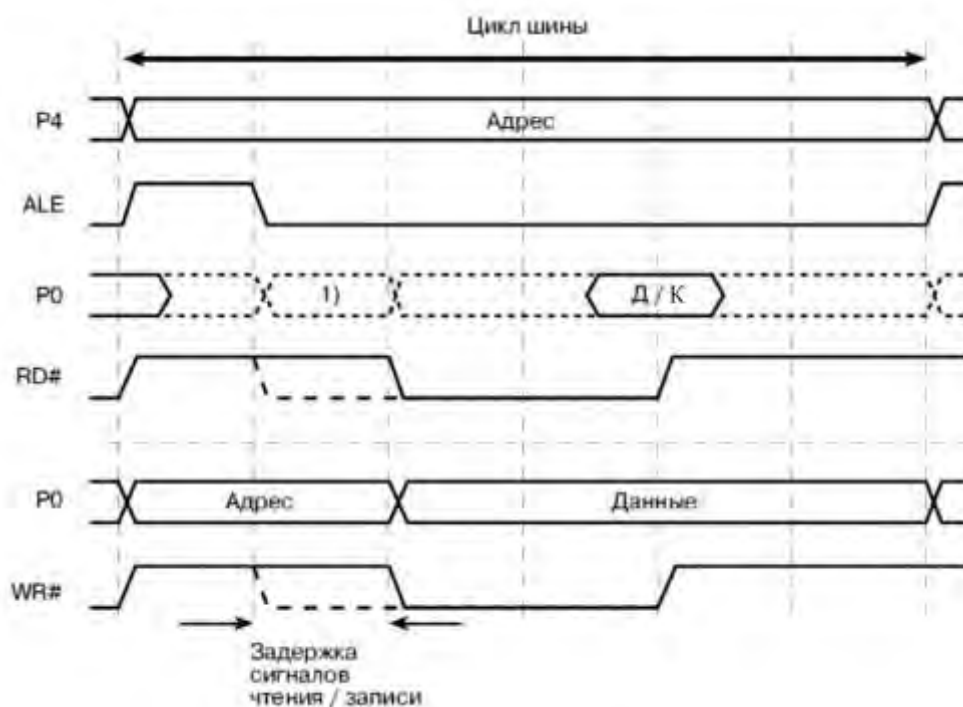 Цикл шины
P4
Адрес
ALE
P0
1)
Д / К
RD#
P0
Адрес
Данные
WR#
Задержка
сигналов
чтения / записи